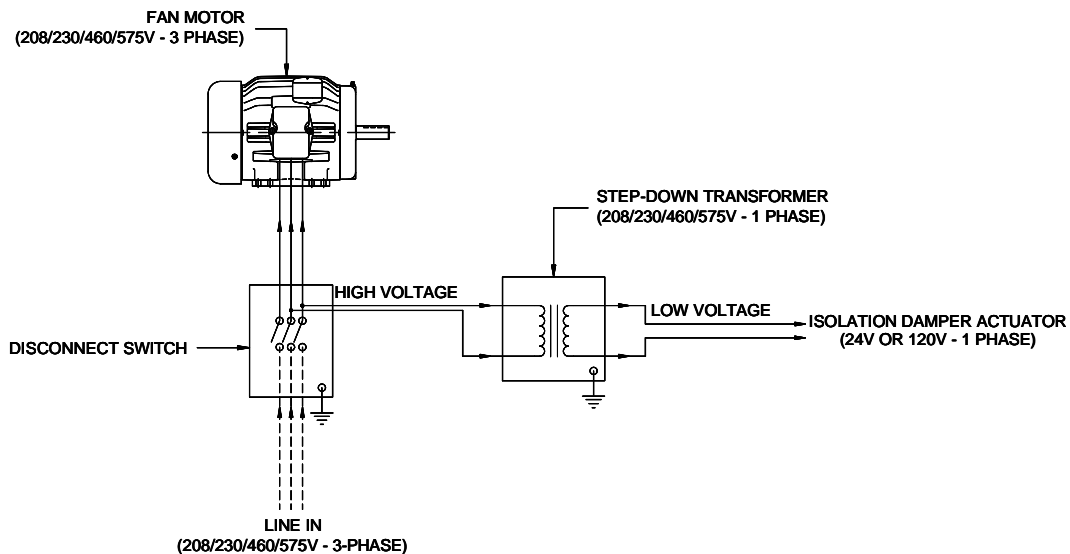 FAN MOTOR
(208/230/460/575V - 3 PHASE)
STEP-DOWN TRANSFORMER
(208/230/460/575V - 1 PHASE)
HIGH VOLTAGE
LOW VOLTAGE
ISOLATION DAMPER ACTUATOR
(24V OR 120V - 1 PHASE)
DISCONNECT SWITCH
LINE IN
(208/230/460/575V - 3-PHASE)